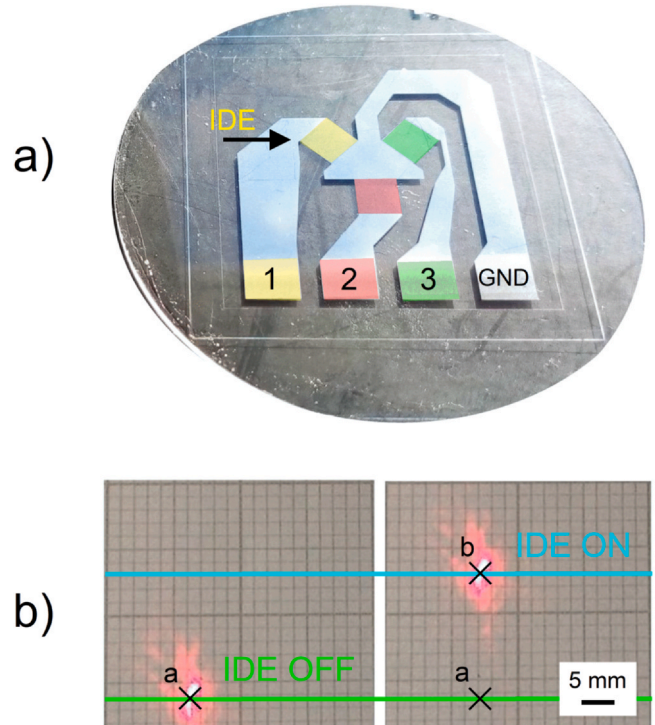 a)
IDE
1 2 3 GND
b)
b IDE ON
a IDE OFF a
5 mm